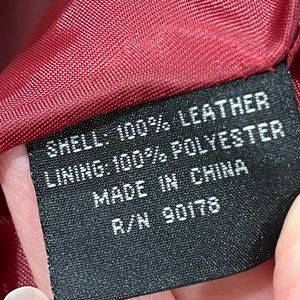 SHELL: 100% LEATHER
LINING: 100% POLYESTER
MADE IN CHINA
R/N 90178